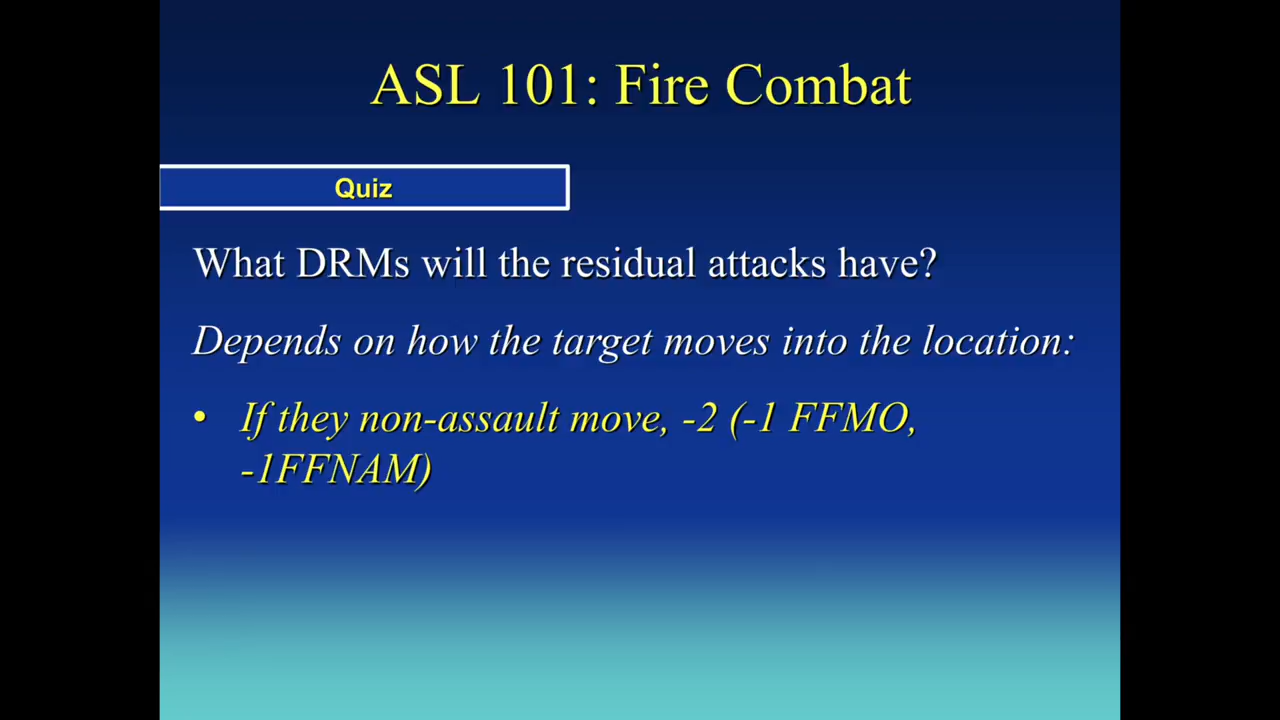 ASL 101: Fire Combat
Quiz
What DRMs will the residual attacks have?
Depends on how the target moves into the location:
• If they non-assault move, -2 (-1 FFMO,
-1FFNAM)